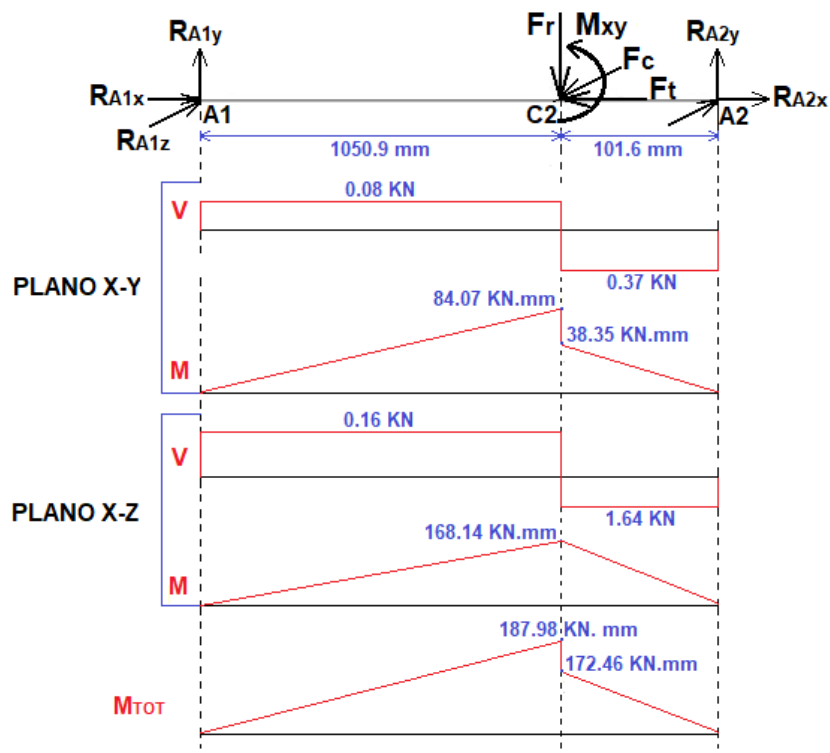 RA1y Fr Mxy RA2y
Fc
RA1x Ft RA2x
A1 C2 A2
RA1z
1050.9 mm 101.6 mm
0.08 KN
V
PLANO X-Y
0.37 KN
84.07 KN.mm
38.35 KN.mm
M
0.16 KN
V
PLANO X-Z
1.64 KN
168.14 KN.mm
M
187.98 KN. mm
172.46 KN.mm
MTOT